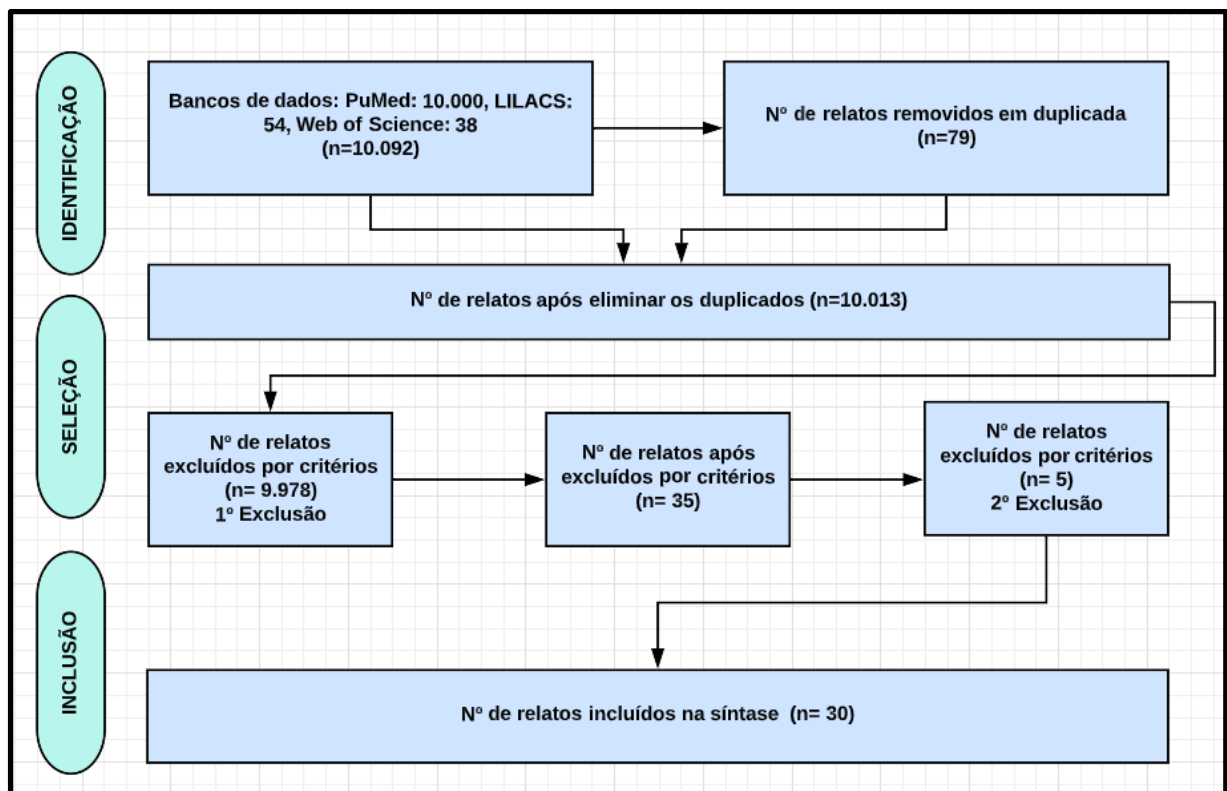 IDENTIFICAÇÃO
Bancos de dados: PuMed: 10.000, LILACS:
54, Web of Science: 38
(n=10.092)
Nº de relatos removidos em duplicada
(n=79)
Nº de relatos após eliminar os duplicados (n=10.013)
SELEÇÃO
Nº de relatos
excluídos por critérios
(n= 9.978)
1º Exclusão
Nº de relatos após
excluídos por critérios
(n= 35)
Nº de relatos
excluídos por critérios
(n= 5)
2º Exclusão
INCLUSÃO
Nº de relatos incluídos na síntase (n= 30)